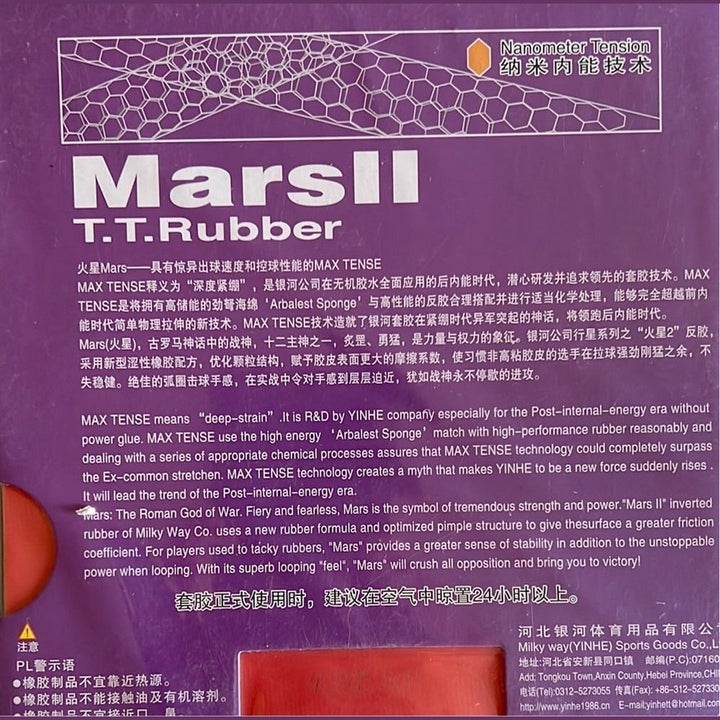 Nanometer Tension
纳米内能技术
MarsII
T.T.Rubber
火星Mars——具有惊异出球速度和控球性能的MAX TENSE
MAX TENSE释义为“深度紧绷”，是银河公司在无机胶水全面应用的后内能时代，潜心研发并追求领先的套胶技术。MAX
TENSE是将拥有高储能的劲弩海绵‘Arbalest Sponge’与高性能的反胶合理搭配并进行适当化学处理，能够完全超越前内
能时代简单物理拉伸的新技术。MAX TENSE技术造就了银河套胶在紧绷时代异军突起的神话，将领跑后内能时代。
Mars(火星)，古罗马神话中的战神，十二主神之一，炙罡、勇猛，是力量与权力的象征。银河公司行星系列之“火星2”反胶，
采用新型涩性橡胶配方，优化颗粒结构，赋予胶皮表面更大的摩擦系数，使习惯非高粘胶皮的选手在拉球强劲刚猛之余，不
失稳健。绝佳的弧圈击球手感，在实战中令对手感到层层迫近，犹如战神永不停歇的进攻。
MAX TENSE means “deep-strain”.It is R&D by YINHE company especially for the Post-internal-energy era without
power glue. MAX TENSE use the high energy ‘Arbalest Sponge’ match with high-performance rubber reasonably and
dealing with a series of appropriate chemical processes assures that MAX TENSE technology could completely surpass
the Ex-common stretchen. MAX TENSE technology creates a myth that makes YINHE to be a new force suddenly rises .
It will lead the trend of the Post-internal-energy era.
Mars: The Roman God of War. Fiery and fearless, Mars is the symbol of tremendous strength and power."Mars II" inverted
rubber of Milky Way Co. uses a new rubber formula and optimized pimple structure to give thesurface a greater friction
coefficient. For players used to tacky rubbers, "Mars" provides a greater sense of stability in addition to the unstoppable
power when looping. With its superb looping "feel", "Mars" will crush all opposition and bring you to victory!
套胶正式使用时，建议在空气中晾置24小时以上。
注意
PL警示语
●橡胶制品不宜靠近热源。
●橡胶制品不能接触油及有机溶剂。
●橡胶制品不宜接近口、鼻。
河北银河体育用品有限公
Milky way(YINHE) Sports Goods Co.,L
地址:河北省安新县同口镇 邮编(P.C):07160
Add; Tongkou Town,Anxin County,Hebei Province,CHI
电话(Tel):0312-5273055 传真(Fax): +86-312-527330
http://www.yinhe1986.cn E-mail:yinhett@hotmail.co